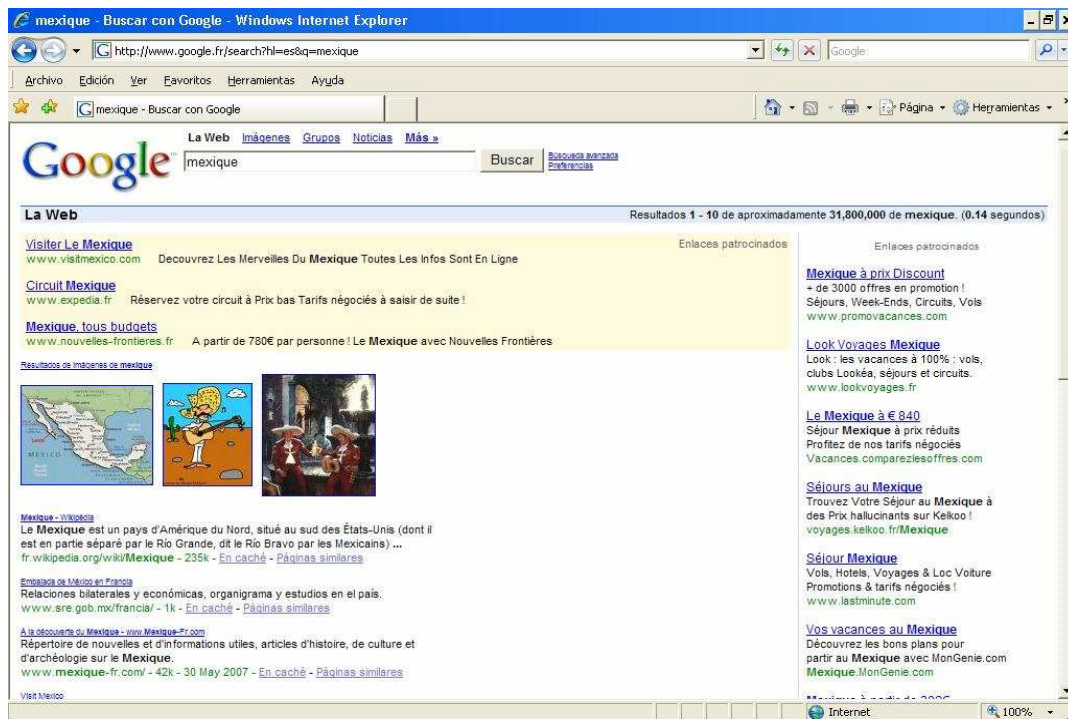 mexique - Buscar con Google - Windows Internet Explorer
http://www.google.fr/search?hl=es&q=mexique
Google
Archivo Edición Ver Favoritos Herramientas Ayuda
mexique - Buscar con Google
Página Herramientas
La Web Imágenes Grupos Noticias Más »
Google™
mexique
Buscar
Búsqueda avanzada
Preferencias
La Web
Resultados 1 - 10 de aproximadamente 31,800,000 de mexique. (0.14 segundos)
Enlaces patrocinados
Visiter Le Mexique
www.visitmexico.com Decouvrez Les Merveilles Du Mexique Toutes Les Infos Sont En Ligne
Circuit Mexique
www.expedia.fr Réservez votre circuit à Prix bas Tarifs négociés à saisir de suite !
Mexique, tous budgets
www.nouvelles-frontieres.fr A partir de 780€ par personne ! Le Mexique avec Nouvelles Frontières
Resultados de imágenes de mexique
MEXICO
Mexique - Wikipédia
Le Mexique est un pays d'Amérique du Nord, situé au sud des États-Unis (dont il
est en partie séparé par le Río Grande, dit le Río Bravo par les Mexicains) ...
fr.wikipedia.org/wiki/Mexique - 235k - En caché - Páginas similares
Embajada de México en Francia
Relaciones bilaterales y económicas, organigrama y estudios en el país.
www.sre.gob.mx/francia/ - 1k - En caché - Páginas similares
A la découverte du Mexique - www.Mexique-Fr.com
Répertoire de nouvelles et d'informations utiles, articles d'histoire, de culture et
d'archéologie sur le Mexique.
www.mexique-fr.com/ - 42k - 30 May 2007 - En caché - Páginas similares
Visit Mexico
Enlaces patrocinados
Mexique à prix Discount
+ de 3000 offres en promotion !
Séjours, Week-Ends, Circuits, Vols
www.promovacances.com
Look Voyages Mexique
Look : les vacances à 100% : vols,
clubs Lookéa, séjours et circuits.
www.lookvoyages.fr
Le Mexique à € 840
Séjour Mexique à prix réduits
Profitez de nos tarifs négociés
Vacances.comparezlesoffres.com
Séjours au Mexique
Trouvez Votre Séjour au Mexique à
des Prix hallucinants sur Kelkoo !
voyages.kelkoo.fr/Mexique
Séjour Mexique
Vols, Hotels, Voyages & Loc Voiture
Promotions & tarifs négociés !
www.lastminute.com
Vos vacances au Mexique
Découvrez les bons plans pour
partir au Mexique avec MonGenie.com
Mexique.MonGenie.com
Internet
100%